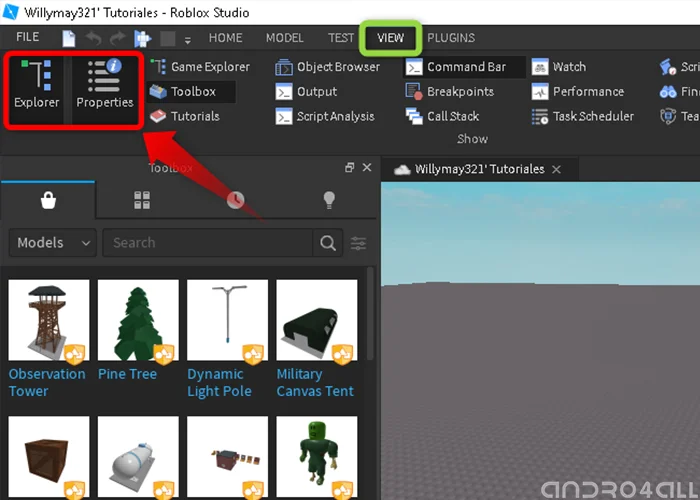 Willymay321' Tutoriales - Roblox Studio
FILE HOME MODEL TEST VIEW PLUGINS
Explorer Properties
Game Explorer Object Browser Command Bar Watch Scri
Toolbox Output Breakpoints Performance Fin
Tutorials Script Analysis Call Stack Task Scheduler Tea
Show
Toolbox
Willymay321' Tutoriales
Models Search
Observation Tower
Pine Tree
Dynamic Light Pole
Military Canvas Tent
ANDRO4ALL